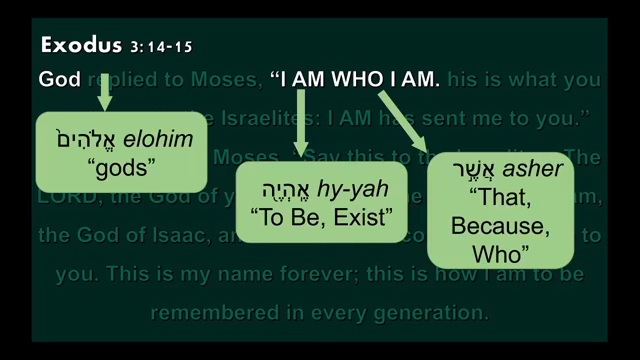 Exodus 3:14-15
God replied to Moses, “I AM WHO I AM. his is what you
e Israelites: I AM has sent me to you.”
אֱלֹהִים֙ elohim
“gods”
Moses, Say this to the
The
אֶֽהְיֶ֖ה hy-yah
“To Be, Exist”
אֲשֶׁ֣ר asher
“That,
Because,
Who”
LORD, the God of y
am,
the God of Isaac, an
to
you. This is my name forever; this is how I am to be
remembered in every generation.